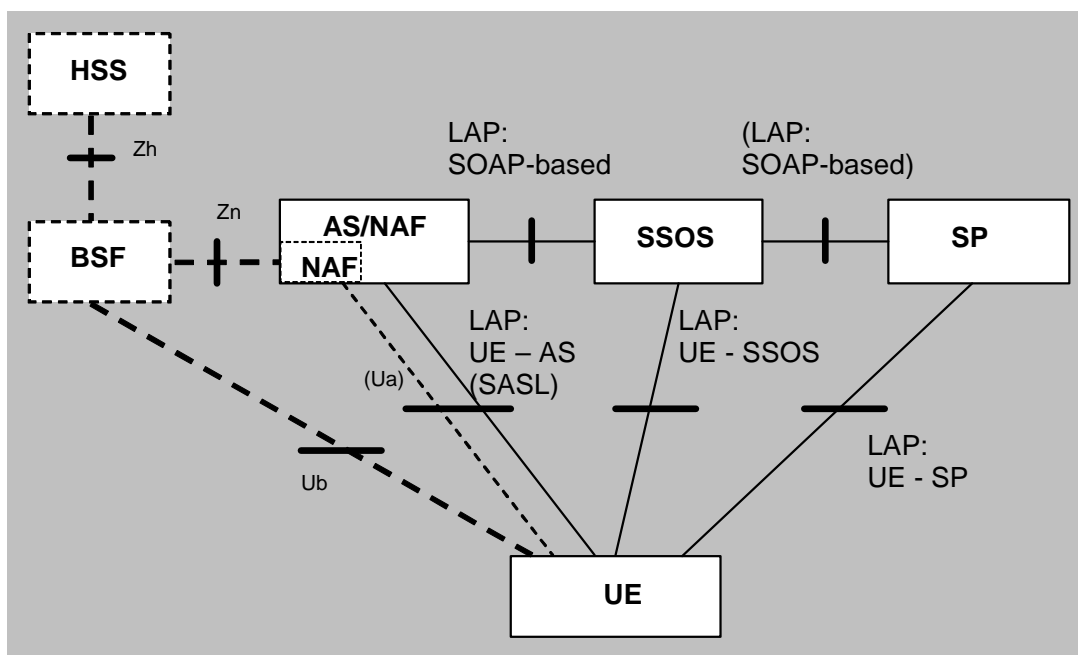 HSS
Zh
LAP:
SOAP-based
(LAP:
SOAP-based)
Zn
BSF
AS/NAF
NAF
SSOS
SP
LAP:
UE – AS
(SASL)
(Ua)
LAP:
UE - SSOS
LAP:
UE - SP
Ub
UE